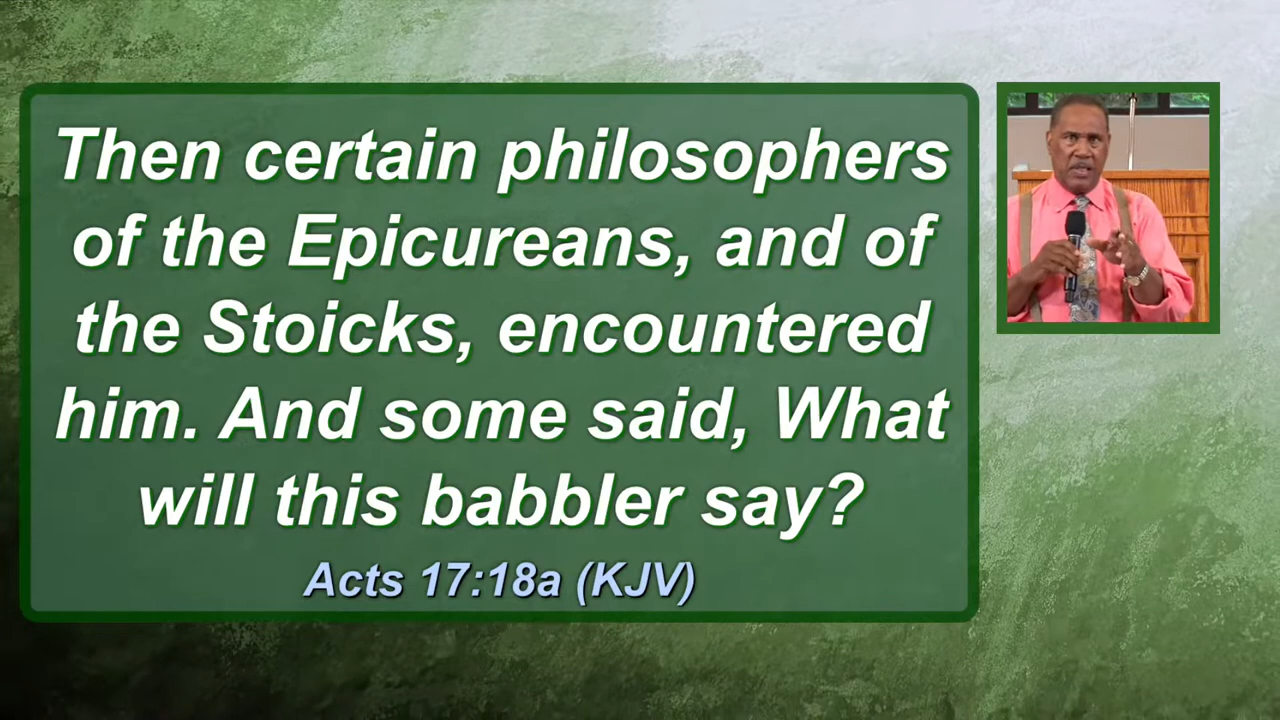 Then certain philosophers
of the Epicureans, and of
the Stoicks, encountered
him. And some said, What
will this babbler say?
Acts 17:18a (KJV)